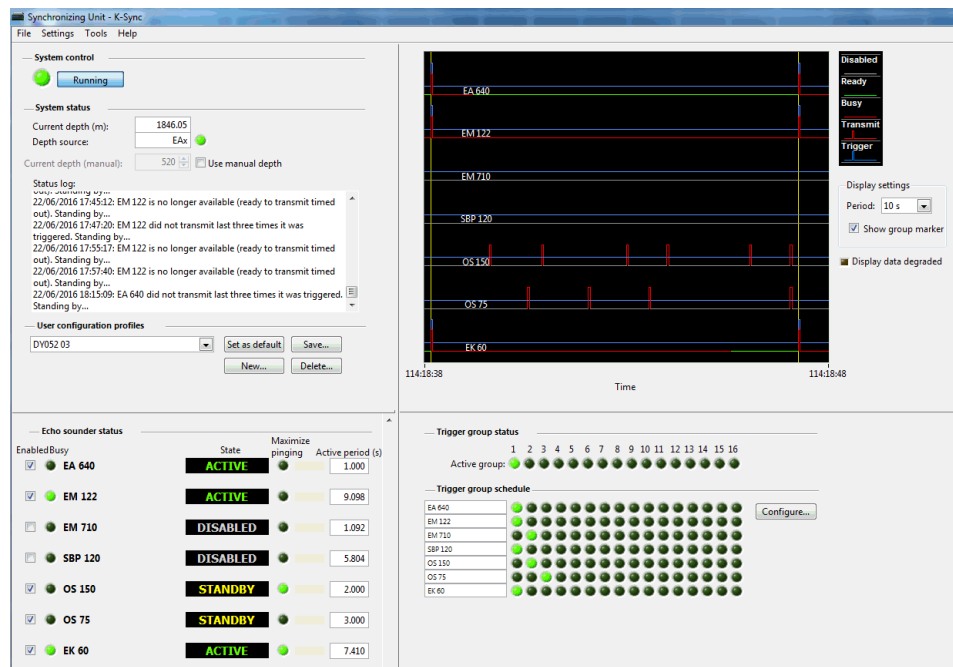 Synchronizing Unit - K-Sync
File Settings Tools Help
System control
Running
System status
Current depth (m): 1846.05
Depth source: EAx
Current depth (manual): 520 Use manual depth
Status log:
out). Standing by...
22/06/2016 17:45:12: EM 122 is no longer available (ready to transmit timed
out). Standing by...
22/06/2016 17:47:20: EM 122 did not transmit last three times it was
triggered. Standing by...
22/06/2016 17:55:17: EM 122 is no longer available (ready to transmit timed
out). Standing by...
22/06/2016 17:57:40: EM 122 is no longer available (ready to transmit timed
out). Standing by...
22/06/2016 18:15:09: EA 640 did not transmit last three times it was triggered.
Standing by...
User configuration profiles
DY052 03 Set as default Save...
New... Delete...
EA 640
EM 122
EM 710
SBP 120
OS 150
OS 75
EK 60
114:18:38 114:18:48
Time
Disabled
Ready
Busy
Transmit
Trigger
Display settings
Period: 10 s
Show group marker
Display data degraded
Echo sounder status
Enabled Busy State Maximize pinging Active period (s)
EA 640 ACTIVE 1.000
EM 122 ACTIVE 9.098
EM 710 DISABLED 1.092
SBP 120 DISABLED 5.804
OS 150 STANDBY 2.000
OS 75 STANDBY 3.000
EK 60 ACTIVE 7.410
Trigger group status
1 2 3 4 5 6 7 8 9 10 11 12 13 14 15 16
Active group:
Trigger group schedule
EA 640
EM 122
EM 710
SBP 120
OS 150
OS 75
EK 60
Configure...